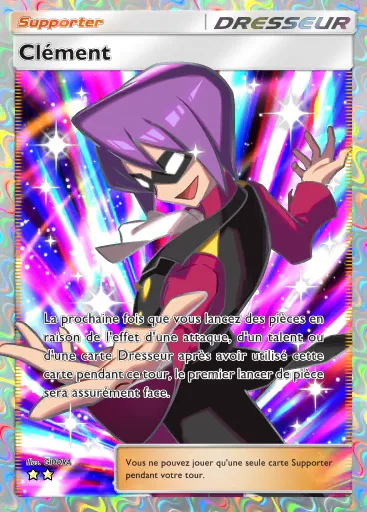 Supporter
DRESSEUR
Clément
La prochaine fois que vous lancez des pièces en
raison de l'effet d'une attaque, d'un talent ou
d'une carte Dresseur après avoir utilisé cette
carte pendant ce tour, le premier lancer de pièce
sera assurément face.
Illus. GIDORA
Vous ne pouvez jouer qu'une seule carte Supporter
pendant votre tour.